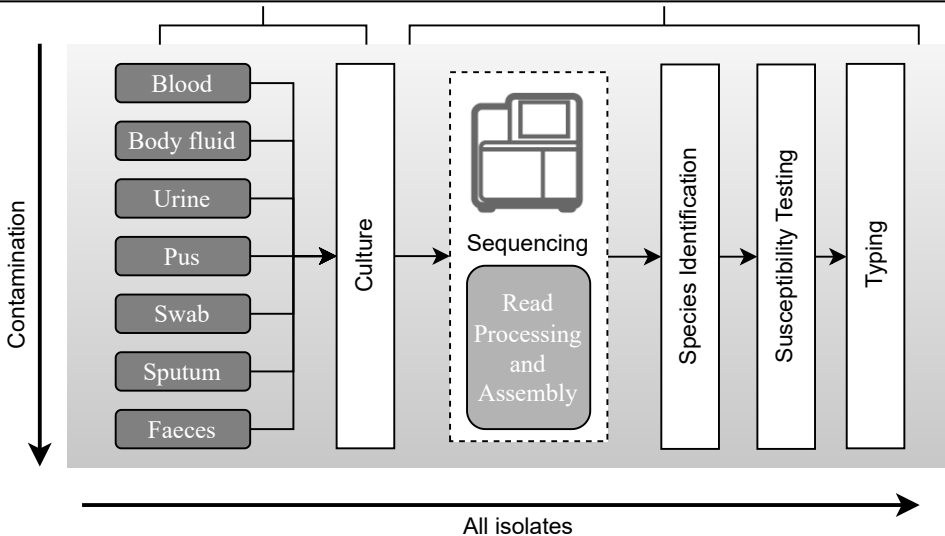 Contamination
Blood
Body fluid
Urine
Pus
Swab
Sputum
Faeces
Culture
Sequencing
Read
Processing
and
Assembly
Species Identification
Susceptibility Testing
Typing
All isolates